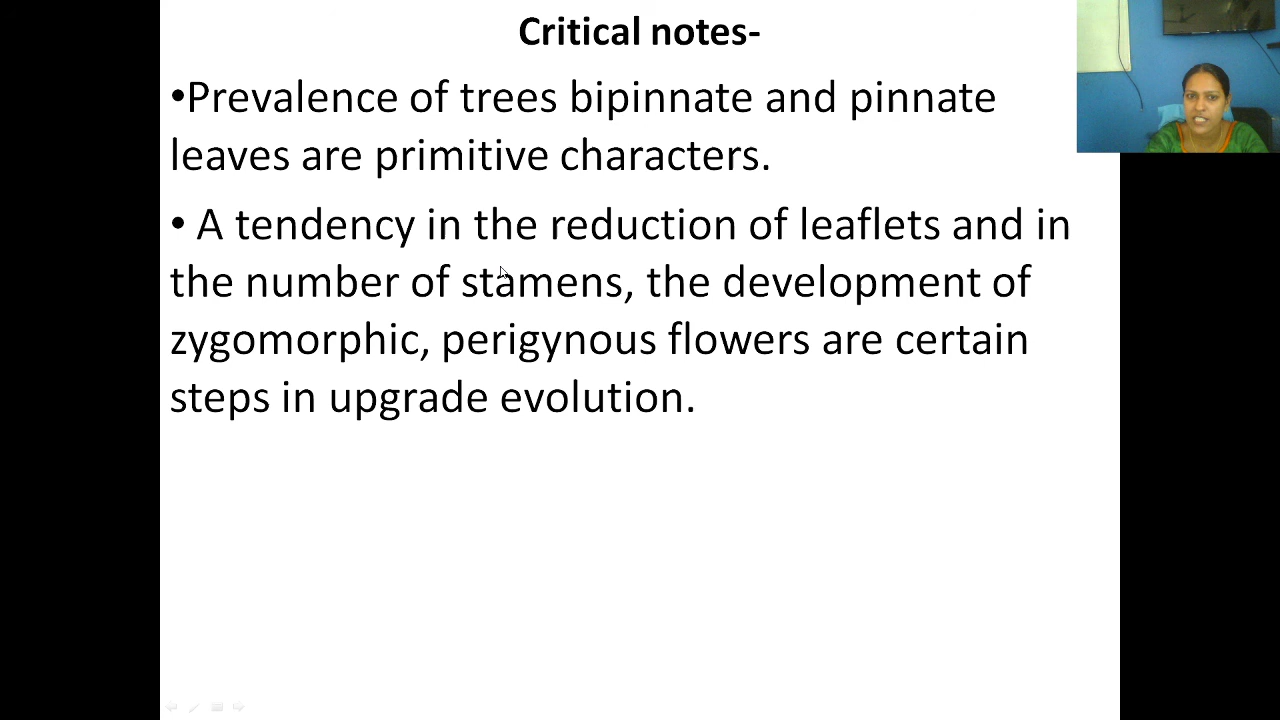 Critical notes-
•Prevalence of trees bipinnate and pinnate
leaves are primitive characters.
• A tendency in the reduction of leaflets and in
the number of stamens, the development of
zygomorphic, perigynous flowers are certain
steps in upgrade evolution.